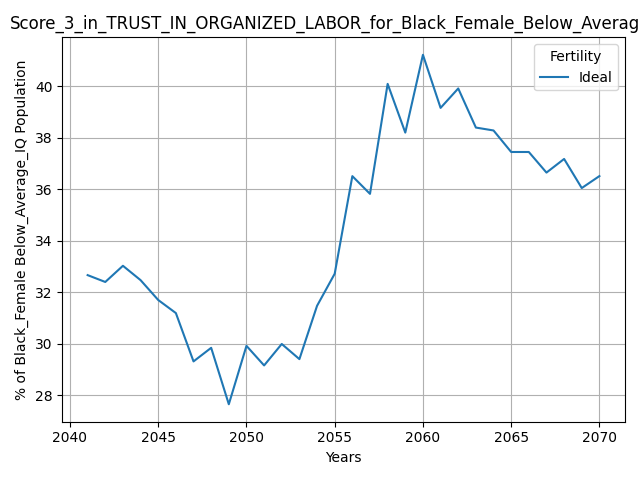 Score_3_in_TRUST_IN_ORGANIZED_LABOR_for_Black_Female_Below_Averag
% of Black_Female Below_Average_IQ Population
40
38
36
34
32
30
28
Fertility
Ideal
2040 2045 2050 2055 2060 2065 2070
Years